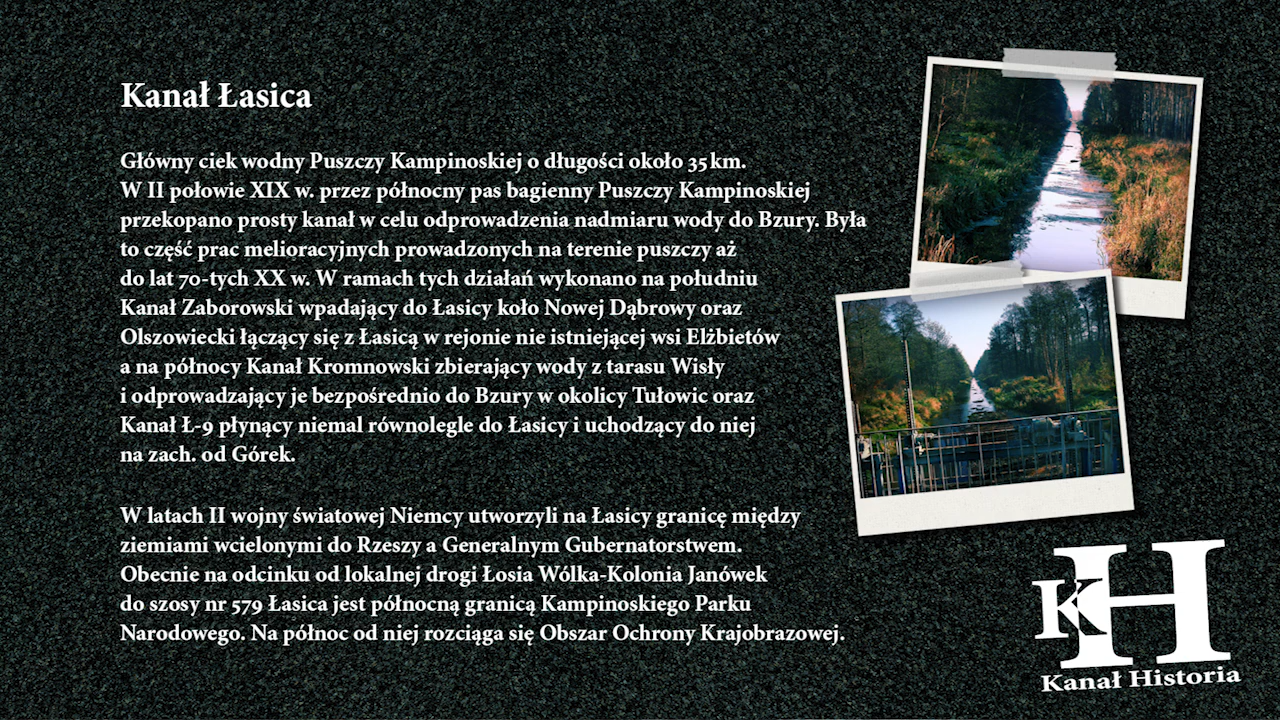 Kanał Łasica
Główny ciek wodny Puszczy Kampinoskiej o długości około 35 km.
W II połowie XIX w. przez północny pas bagienny Puszczy Kampinoskiej
przekopano prosty kanał w celu odprowadzenia nadmiaru wody do Bzury. Była
to część prac melioracyjnych prowadzonych na terenie puszczy aż
do lat 70-tych XX w. W ramach tych działań wykonano na południu
Kanał Zaborowski wpadający do Łasicy koło Nowej Dąbrowy oraz
Olszowiecki łączący się z Łasicą w rejonie nie istniejącej wsi Elżbietów
a na północy Kanał Kromnowski zbierający wody z tarasu Wisły
i odprowadzający je bezpośrednio do Bzury w okolicy Tułowic oraz
Kanał Ł-9 płynący niemal równolegle do Łasicy i uchodzący do niej
na zach. od Górek.
W latach II wojny światowej Niemcy utworzyli na Łasicy granicę między
ziemiami wcielonymi do Rzeszy a Generalnym Gubernatorstwem.
Obecnie na odcinku od lokalnej drogi Łosia Wólka-Kolonia Janówek
do szosy nr 579 Łasica jest północną granicą Kampinoskiego Parku
Narodowego. Na północ od niej rozciąga się Obszar Ochrony Krajobrazowej.
KH
Kanał Historia